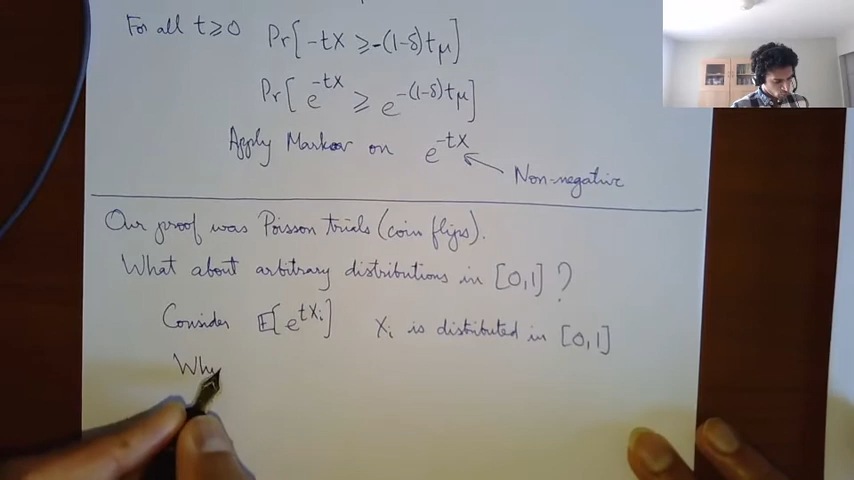 For all t ≥ 0 Pr[-tX ≥ -(1-δ)tμ]
Pr[e^{-tX} ≥ e^{-(1-δ)tμ}]
Apply Markov on e^{-tX}
Non-negative
Our proof was Poisson trials (coin flips).
What about arbitrary distributions in [0,1]?
Consider 𝔼[e^{tX_i}] X_i is distributed in [0,1]
Why